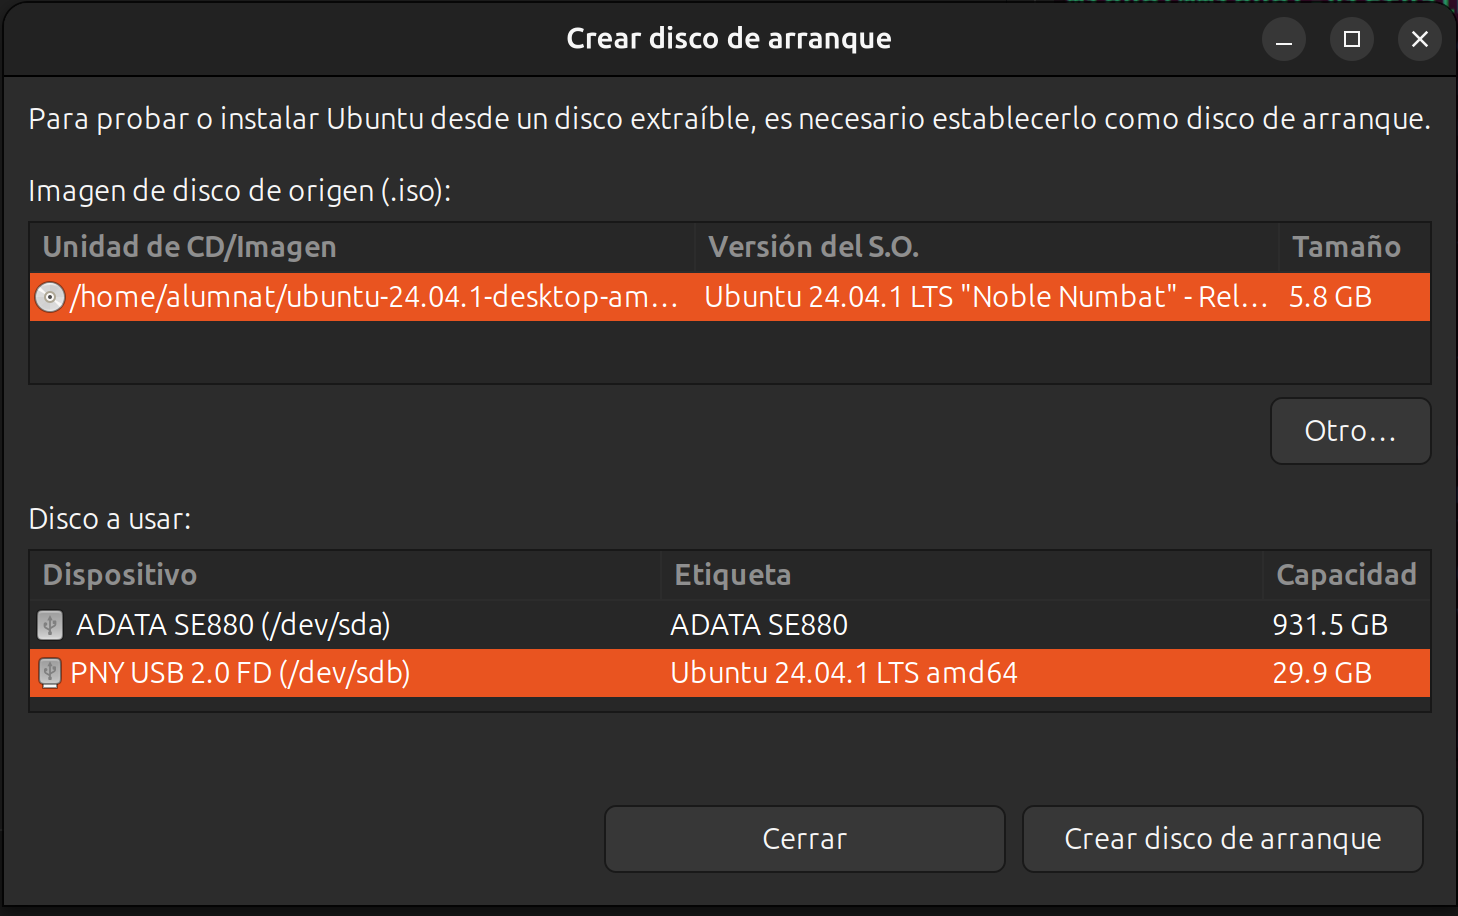 Crear disco de arranque
Para probar o instalar Ubuntu desde un disco extraíble, es necesario establecerlo como disco de arranque.
Imagen de disco de origen (.iso):
Unidad de CD/Imagen Versión del S.O. Tamaño
/home/alumnat/ubuntu-24.04.1-desktop-am... Ubuntu 24.04.1 LTS "Noble Numbat" - Rel... 5.8 GB
Otro...
Disco a usar:
Dispositivo Etiqueta Capacidad
ADATA SE880 (/dev/sda) ADATA SE880 931.5 GB
PNY USB 2.0 FD (/dev/sdb) Ubuntu 24.04.1 LTS amd64 29.9 GB
Cerrar Crear disco de arranque